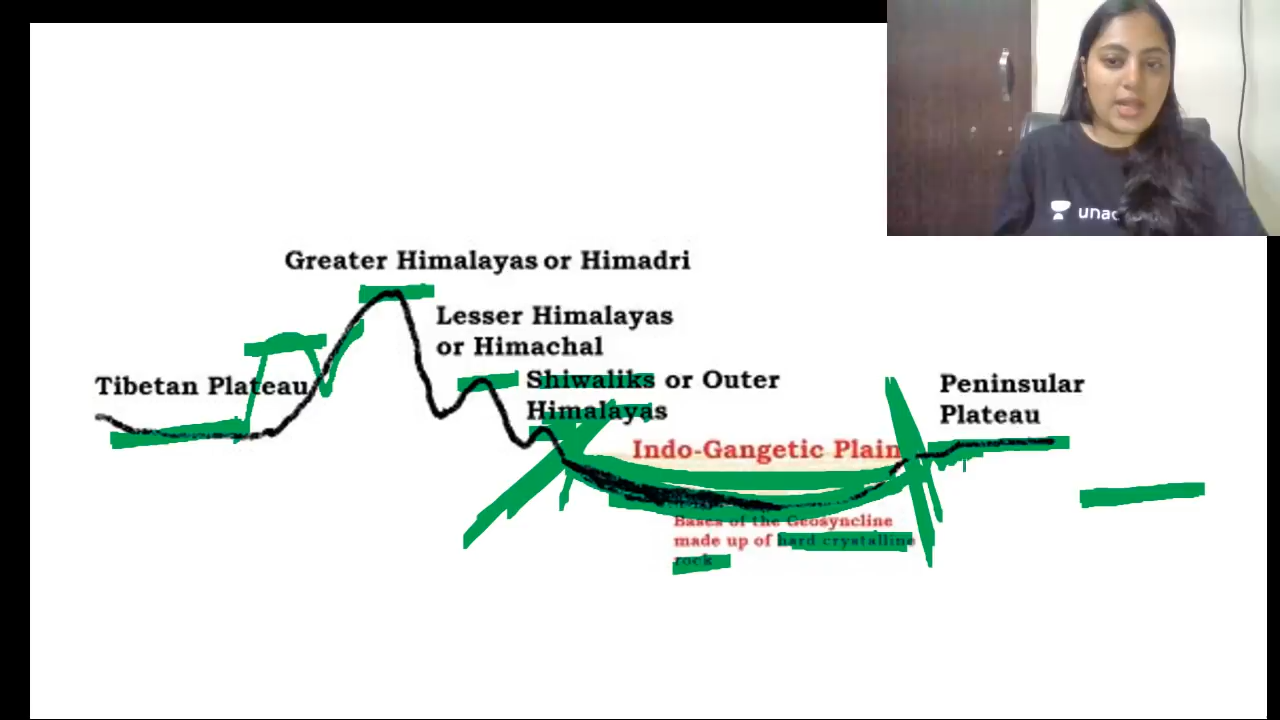 unac
Greater Himalayas or Himadri
Lesser Himalayas
or Himachal
Tibetan Plateau
Shiwaliks or Outer
Himalayas
Peninsular
Plateau
Indo-Gangetic Plain
Bases of the Geosyncline
made up of hard crystalline
rock